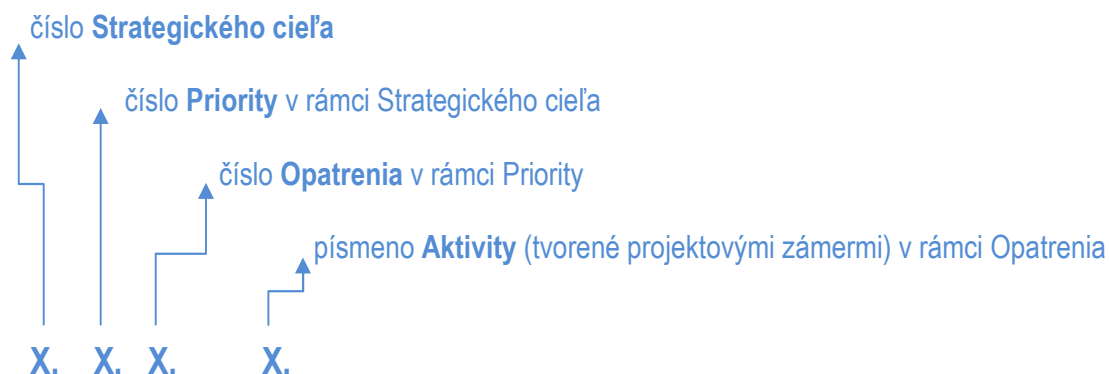 číslo Strategického cieľa
číslo Priority v rámci Strategického cieľa
číslo Opatrenia v rámci Priority
písmeno Aktivity (tvorené projektovými zámermi) v rámci Opatrenia
X. X. X. X.